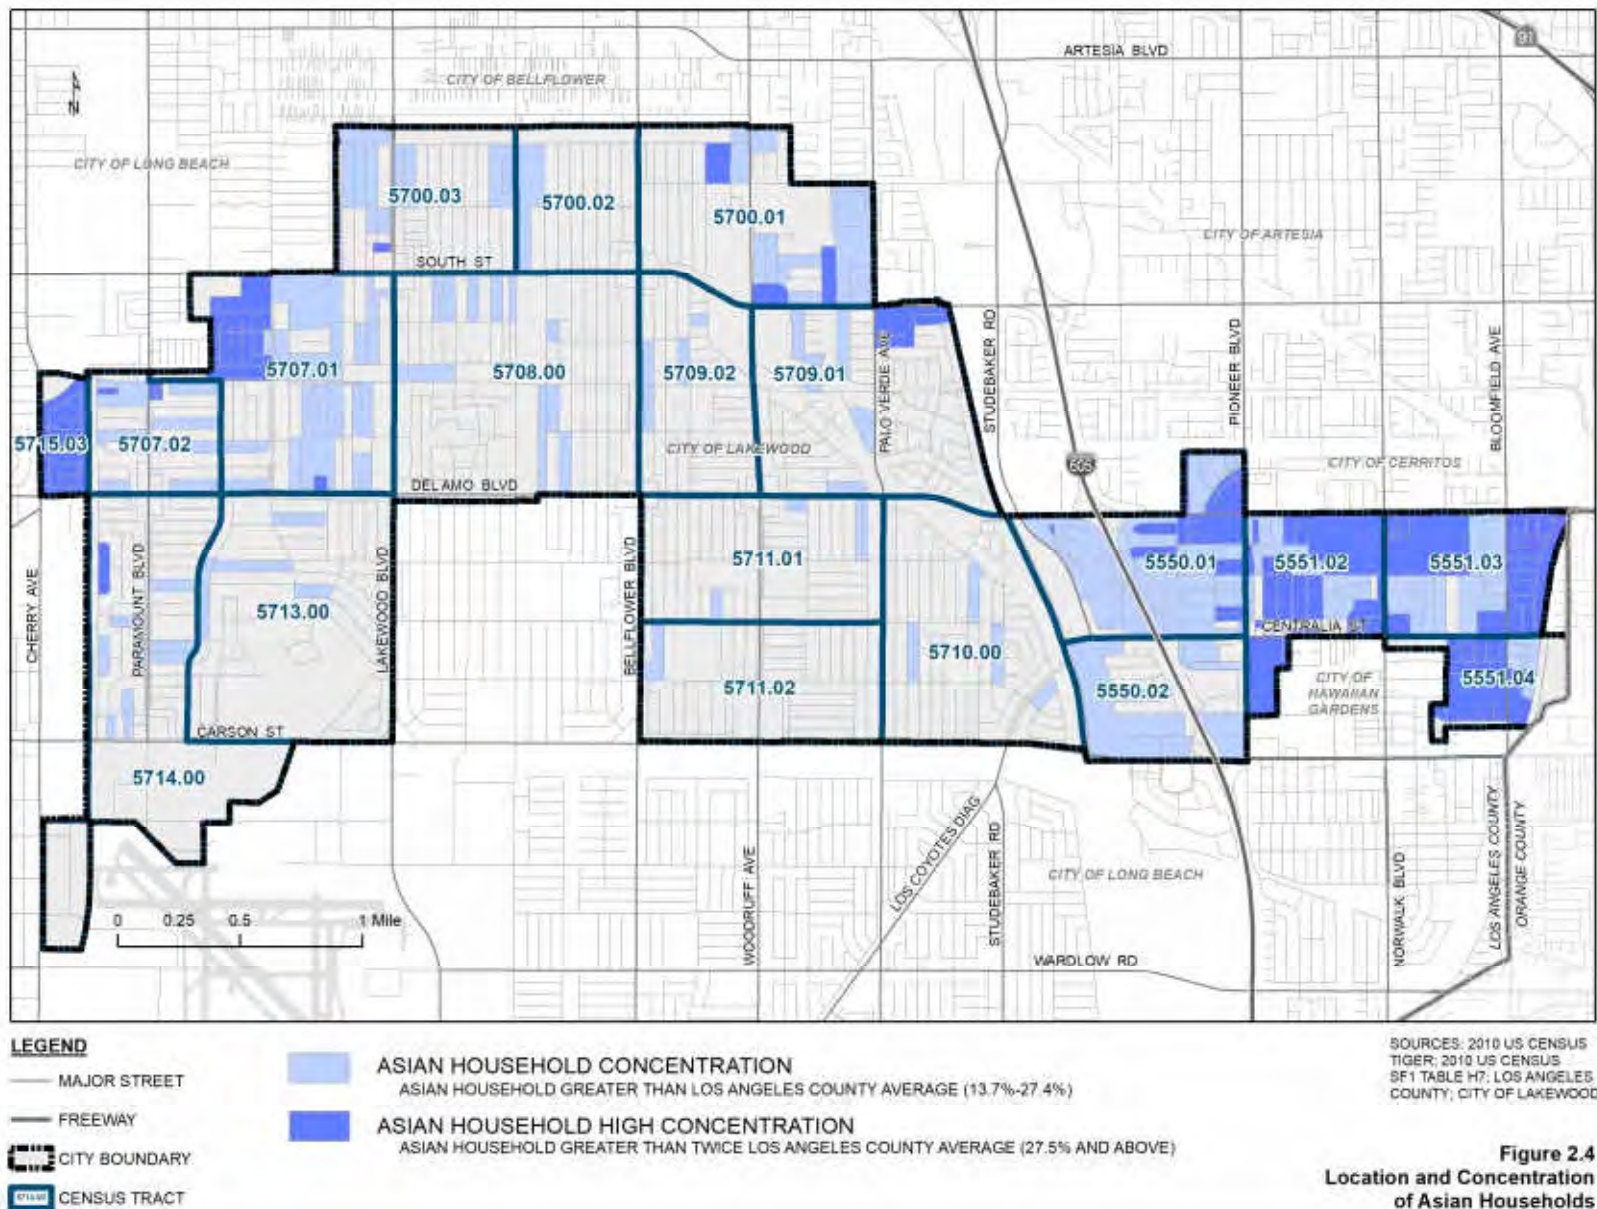 ARTESIA BLVD
91
CITY OF BELLFLOWER
N
CITY OF LONG BEACH
5700.03
5700.02
5700.01
CITY OF ARTESIA
SOUTH ST
STUDEBAKER RD
PIONEER BLVD
BLOOMFIELD AVE
PALO VERDE AVE
5707.01
5708.00
5709.02
5709.01
5715.03
5707.02
CITY OF LAKEWOOD
605
CITY OF CERRITOS
DEL AMO BLVD
CHERRY AVE
PARAMOUNT BLVD
LAKEWOOD BLVD
BELLFLOWER BLVD
5711.01
5550.01
5551.02
5551.03
5713.00
CENTRALIA ST
5710.00
5711.02
5550.02
CITY OF
HAWAIIAN
GARDENS
5551.04
CARSON ST
5714.00
LOS COYOTES DIAG
WOODRUFF AVE
STUDEBAKER RD
CITY OF LONG BEACH
NORWALK BLVD
LOS ANGELES COUNTY
ORANGE COUNTY
0 0.25 0.5 1 Mile
WARDLOW RD
LEGEND
MAJOR STREET
FREEWAY
CITY BOUNDARY
CENSUS TRACT
ASIAN HOUSEHOLD CONCENTRATION
ASIAN HOUSEHOLD GREATER THAN LOS ANGELES COUNTY AVERAGE (13.7%-27.4%)
ASIAN HOUSEHOLD HIGH CONCENTRATION
ASIAN HOUSEHOLD GREATER THAN TWICE LOS ANGELES COUNTY AVERAGE (27.5% AND ABOVE)
SOURCES: 2010 US CENSUS
TIGER; 2010 US CENSUS
SF1 TABLE H7; LOS ANGELES
COUNTY; CITY OF LAKEWOOD
Figure 2.4
Location and Concentration
of Asian Households